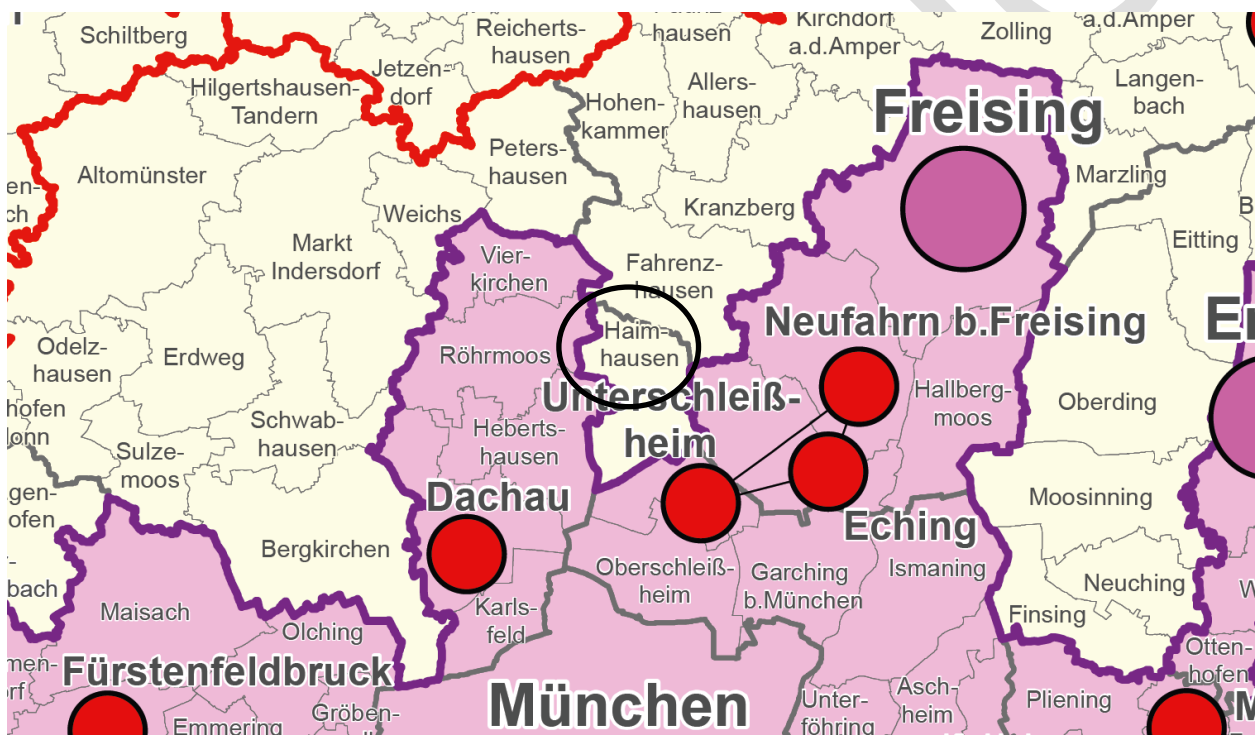 Schiltberg
Reicherts-
hausen
hausen
Kirchdorf
a.d.Amper
Zolling
a.d.Amper
Hilgertshausen-
Tandern
Jetzen-
dorf
Hohen-
kammer
Allers-
hausen
Langen-
bach
Freising
Altomünster
Peters-
hausen
Marzling
Weichs
Kranzberg
Markt
Indersdorf
Vier-
kirchen
Fahrenz-
hausen
Eitting
Haim-
hausen
Neufahrn b.Freising
Odelz-
hausen
Erdweg
Röhrmoos
Unterschleiß-
heim
Hallberg-
moos
Oberding
Schwab-
hausen
Heberts-
hausen
Sulze-
moos
Dachau
Moosinning
Eching
Bergkirchen
Oberschleiß-
heim
Garching
b.München
Ismaning
Neuching
Maisach
Karls-
feld
Finsing
Olching
Fürstenfeldbruck
Otten-
hofen
München
Unter-
föhring
Asch-
heim
Pliening
Emmering
Gröben-